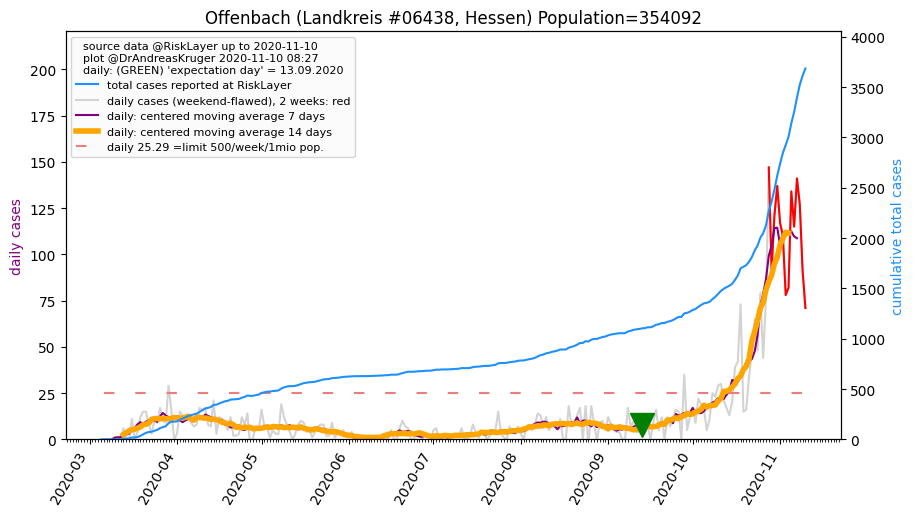 Offenbach (Landkreis #06438, Hessen) Population=354092
source data @RiskLayer up to 2020-11-10
plot @DrAndreasKruger 2020-11-10 08:27
daily: (GREEN) 'expectation day' = 13.09.2020
total cases reported at RiskLayer
daily cases (weekend-flawed), 2 weeks: red
daily: centered moving average 7 days
daily: centered moving average 14 days
daily 25.29 =limit 500/week/1mio pop.
daily cases
200
175
150
125
100
75
50
25
0
4000
3500
3000
2500
2000
1500
1000
500
0
cumulative total cases
2020-03
2020-04
2020-05
2020-06
2020-07
2020-08
2020-09
2020-10
2020-11